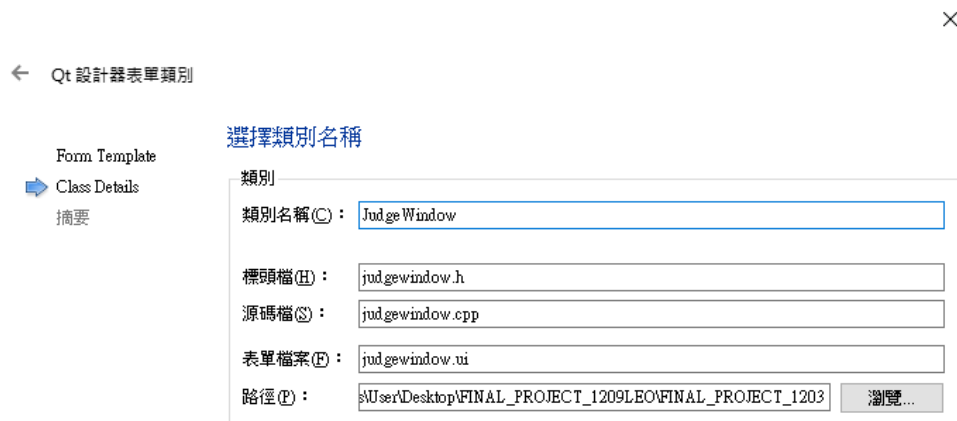 Qt 設計器表單類別
選擇類別名稱
Form Template
Class Details
摘要
類別
類別名稱(C)： JudgeWindow
標頭檔(H)： judgewindow.h
源碼檔(S)： judgewindow.cpp
表單檔案(F)： judgewindow.ui
路徑(P)： s\User\Desktop\FINAL_PROJECT_1209LEO\FINAL_PROJECT_1203 瀏覽...